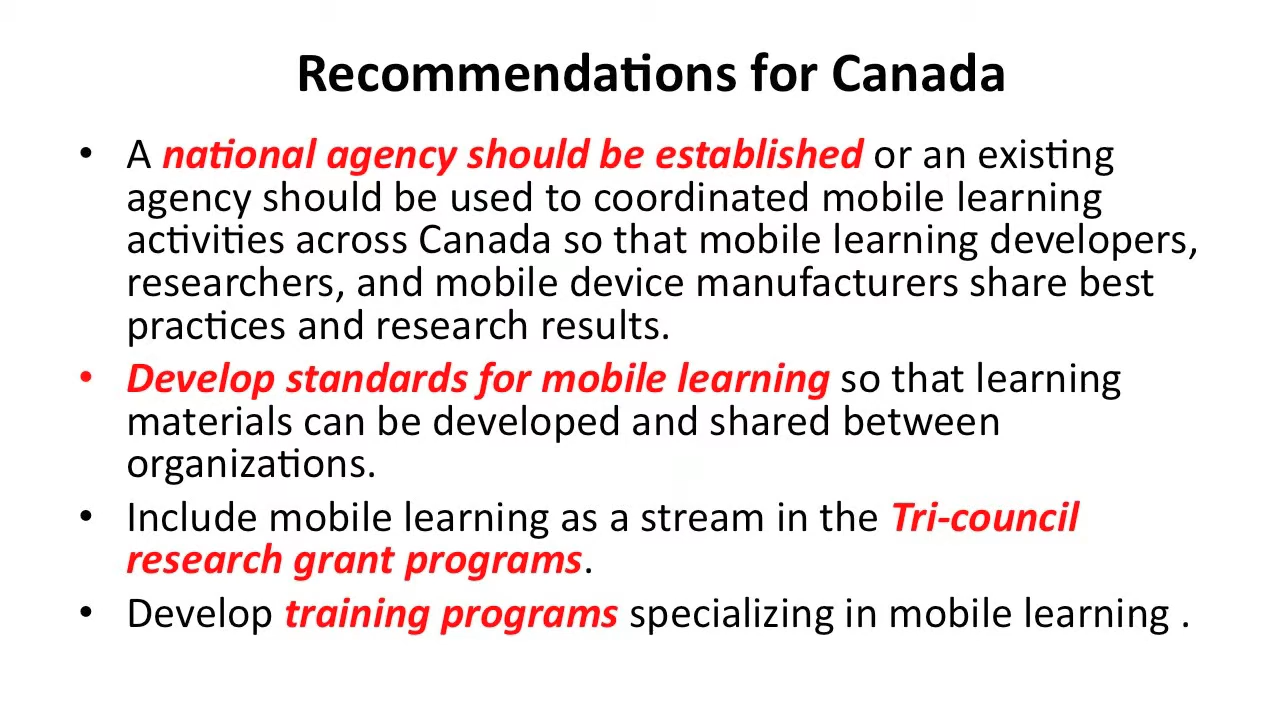 Recommendations for Canada
• A national agency should be established or an existing
agency should be used to coordinated mobile learning
activities across Canada so that mobile learning developers,
researchers, and mobile device manufacturers share best
practices and research results.
• Develop standards for mobile learning so that learning
materials can be developed and shared between
organizations.
• Include mobile learning as a stream in the Tri-council
research grant programs.
• Develop training programs specializing in mobile learning .